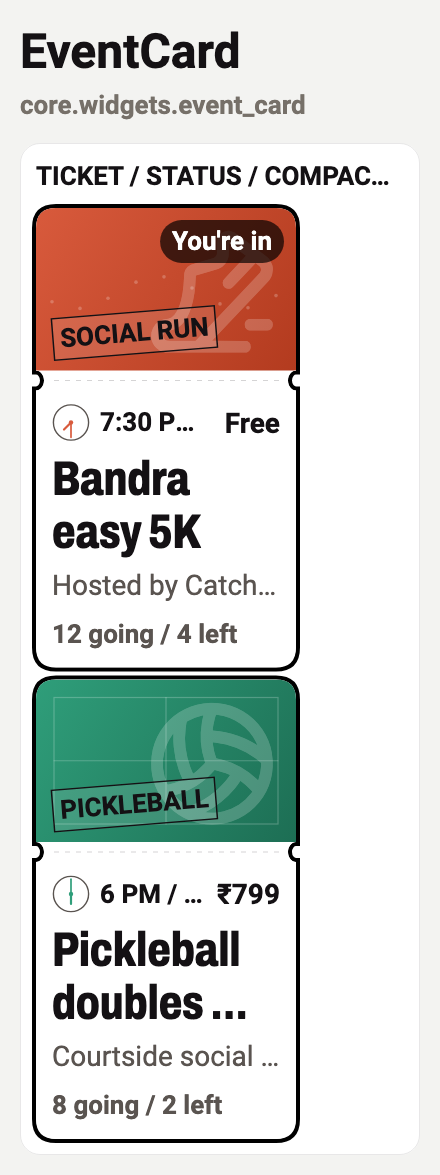 EventCard
core.widgets.event_card
TICKET / STATUS / COMPAC...
You're in
SOCIAL RUN
7:30 P... Free
Bandra
easy 5K
Hosted by Catch...
12 going / 4 left
PICKLEBALL
6 PM / ... ₹799
Pickleball
doubles ...
Courtside social ...
8 going / 2 left